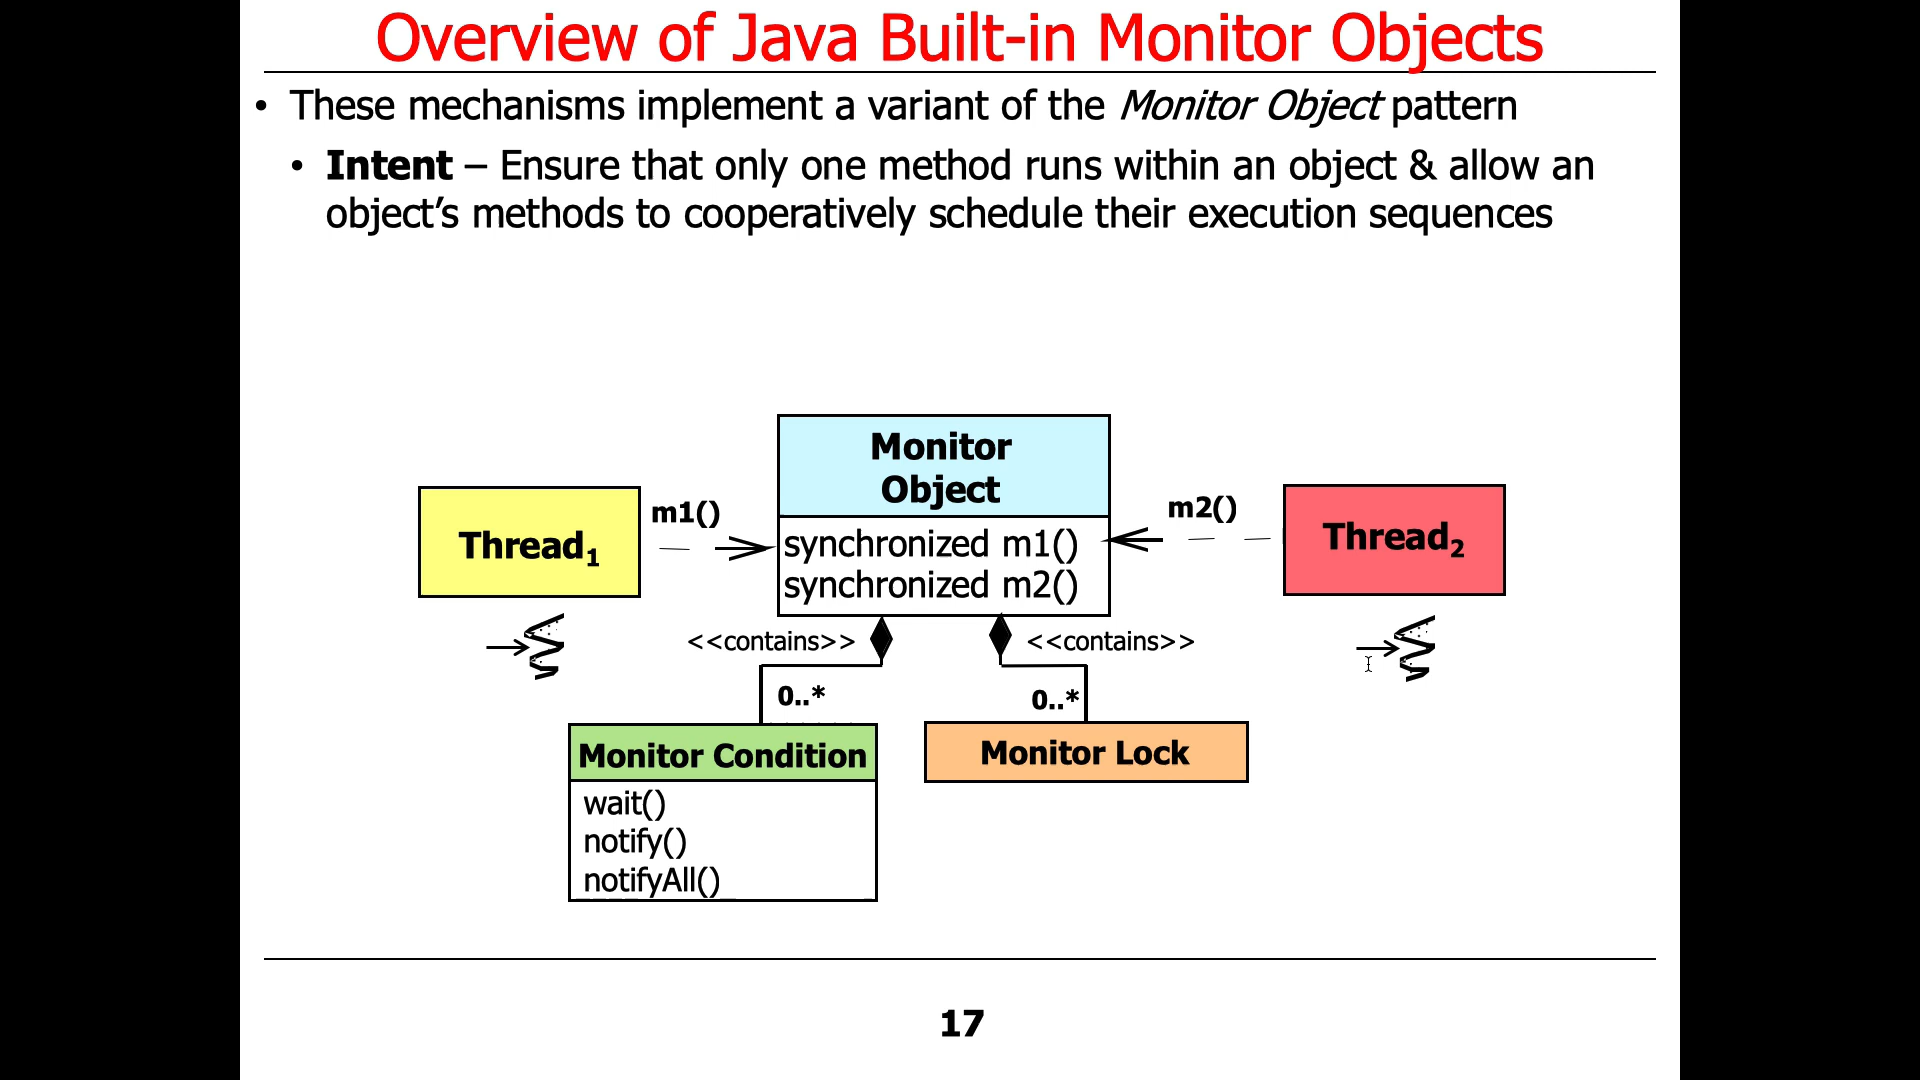 Overview of Java Built-in Monitor Objects
• These mechanisms implement a variant of the Monitor Object pattern
• Intent – Ensure that only one method runs within an object & allow an
object’s methods to cooperatively schedule their execution sequences
Monitor
Object
synchronized m1()
synchronized m2()
Thread1
m1()
m2()
Thread2
<<contains>>
<<contains>>
0..*
0..*
Monitor Condition
wait()
notify()
notifyAll()
Monitor Lock
17